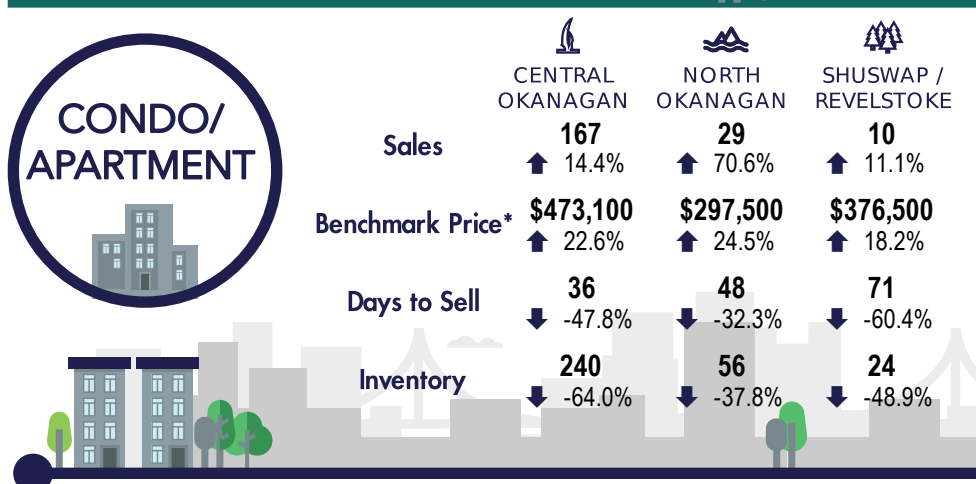 CONDO/
APARTMENT
CENTRAL
OKANAGAN
NORTH
OKANAGAN
SHUSWAP /
REVELSTOKE
Sales
167
14.4%
29
70.6%
10
11.1%
Benchmark Price*
$473,100
22.6%
$297,500
24.5%
$376,500
18.2%
Days to Sell
36
-47.8%
48
-32.3%
71
-60.4%
Inventory
240
-64.0%
56
-37.8%
24
-48.9%